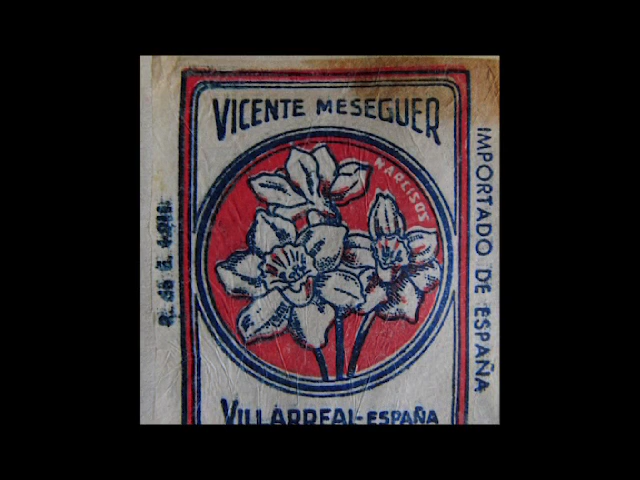 VICENTE MESEGUER
NARCISOS
VILLARREAL-ESPAÑA
IMPORTADO DE ESPAÑA